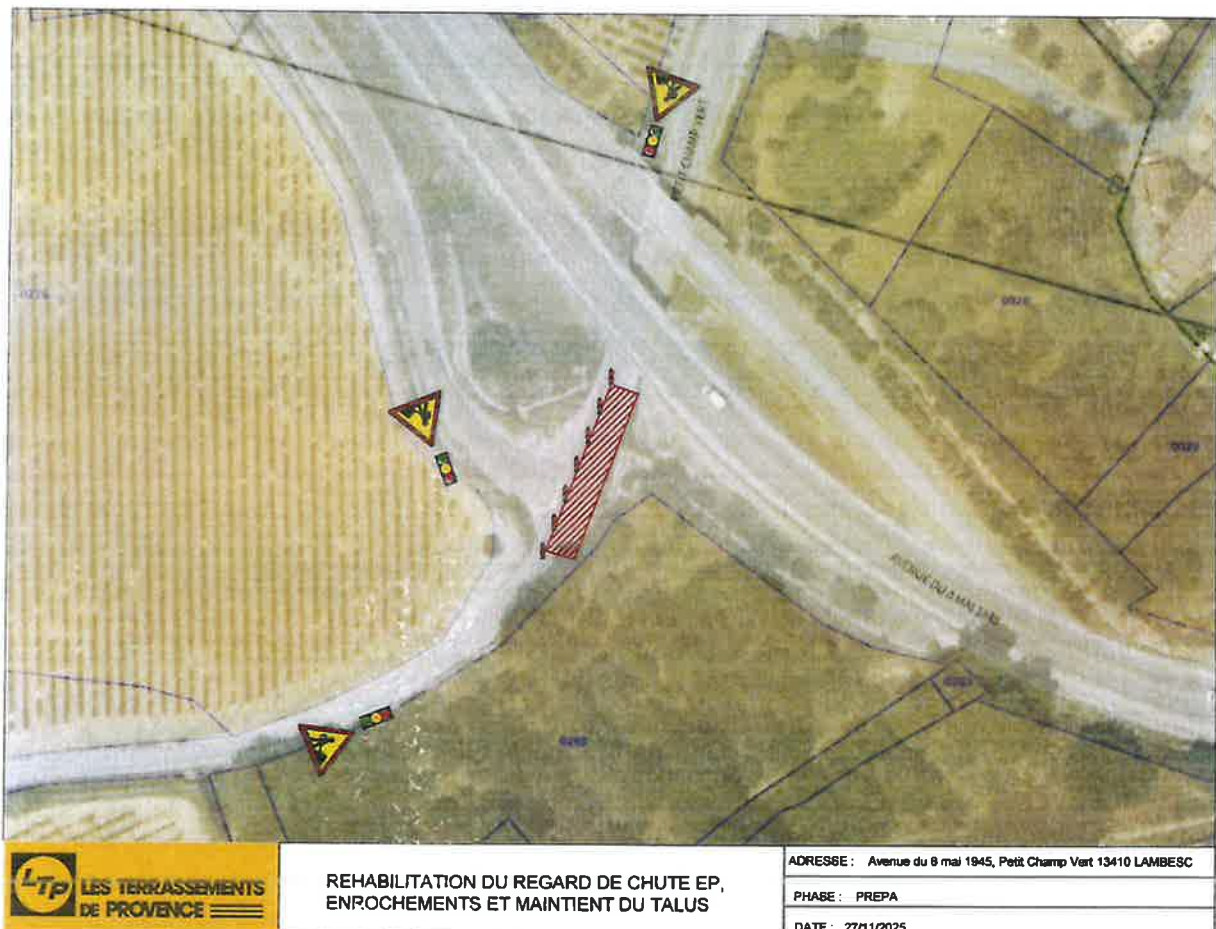 PETIT CHAMP VERT
0028
AVENUE DU 8 MAI 1945
LTP LES TERRASSEMENTS
DE PROVENCE
REHABILITATION DU REGARD DE CHUTE EP,
ENROCHEMENTS ET MAINTIENT DU TALUS
ADRESSE : Avenue du 8 mai 1945, Petit Champ Vert 13410 LAMBESC
PHASE : PREPA
DATE : 27/11/2025